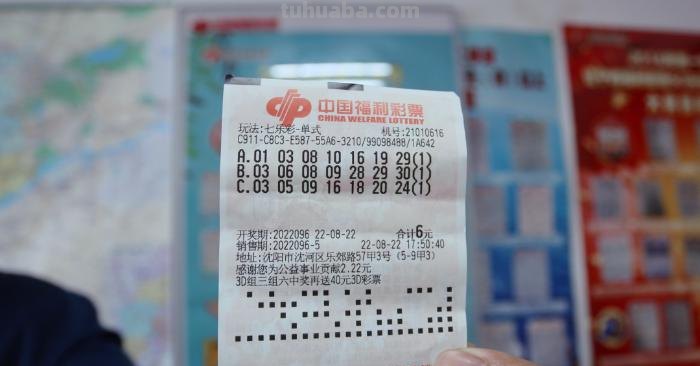 tuhuaba.com
中国福利彩票
CHINA WELFARE LOTTERY
玩法:七乐彩-单式 机号:21010616
C911-C8C3-E587-55A6-3210/99098488/1A642
A.01 03 08 10 16 19 29(1)
B.03 06 08 09 28 29 30(1)
C.03 05 09 16 18 20 24(1)
开奖期:2022096 22-08-22 合计6元
销售期:2022096-5 22-08-22 17:50:40
地址:沈阳市沈河区乐郊路57甲3号 (5-9甲3)
感谢您为公益事业贡献2.22元
3D组三组六中奖再送40元3D彩票